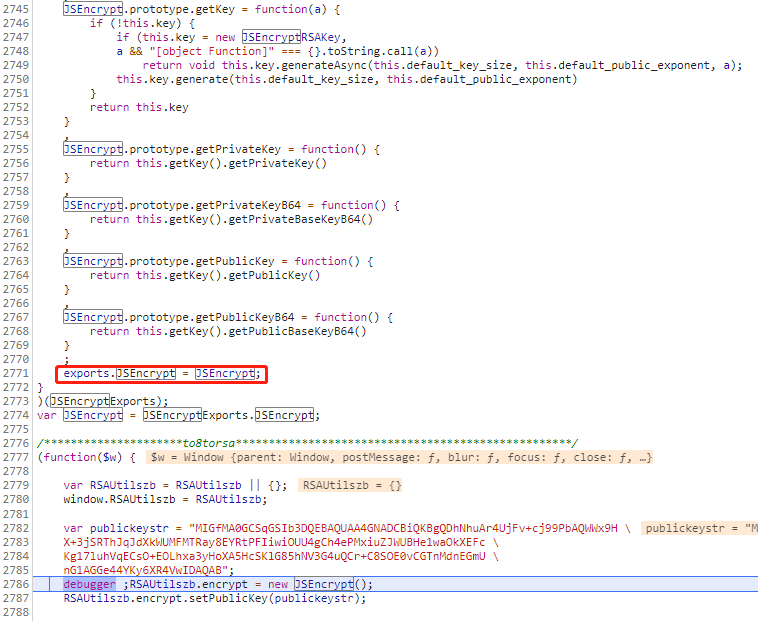 2745 JSEncrypt.prototype.getKey = function(a) {
2746 if (!this.key) {
2747 if (this.key = new JSEncryptRSAKey,
2748 a && "[object Function]" === {}.toString.call(a))
2749 return void this.key.generateAsync(this.default_key_size, this.default_public_exponent, a);
2750 this.key.generate(this.default_key_size, this.default_public_exponent)
2751 }
2752 return this.key
2753 }
2754 ,
2755 JSEncrypt.prototype.getPrivateKey = function() {
2756 return this.getKey().getPrivateKey()
2757 }
2758 ,
2759 JSEncrypt.prototype.getPrivateKeyB64 = function() {
2760 return this.getKey().getPrivateBaseKeyB64()
2761 }
2762 ,
2763 JSEncrypt.prototype.getPublicKey = function() {
2764 return this.getKey().getPublicKey()
2765 }
2766 ,
2767 JSEncrypt.prototype.getPublicKeyB64 = function() {
2768 return this.getKey().getPublicBaseKeyB64()
2769 }
2770 ;
2771 exports.JSEncrypt = JSEncrypt;
2772 }
2773 )(JSEncryptExports);
2774 var JSEncrypt = JSEncryptExports.JSEncrypt;
2775
2776 /*********************to8torsa***************************************************/
2777 (function($w) { $w = Window {parent: Window, postMessage: ƒ, blur: ƒ, focus: ƒ, close: ƒ, …}
2778
2779 var RSAUtilszb = RSAUtilszb || {}; RSAUtilszb = {}
2780 window.RSAUtilszb = RSAUtilszb;
2781
2782 var publickeystr = "MIGfMA0GCSqGSIb3DQEBAQUAA4GNADCBiQKBgQDhNhuAr4UjFv+cj99PbAQWWx9H \ publickeystr = "M
2783 X+3jSRThJqJdXkWUMFMTRay8EYRtPFIiwiOUU4gCh4ePMxiuZJWUBHe1waOkXEFc \
2784 Kg17luhVqECsO+EOLhxa3yHoXA5HcSKlG85hNV3G4uQCr+C8SOE0vCGTnMdnEGmU \
2785 nG1AGGe44YKy6XR4VwIDAQAB";
2786 debugger ;RSAUtilszb.encrypt = new JSEncrypt();
2787 RSAUtilszb.encrypt.setPublicKey(publickeystr);
2788